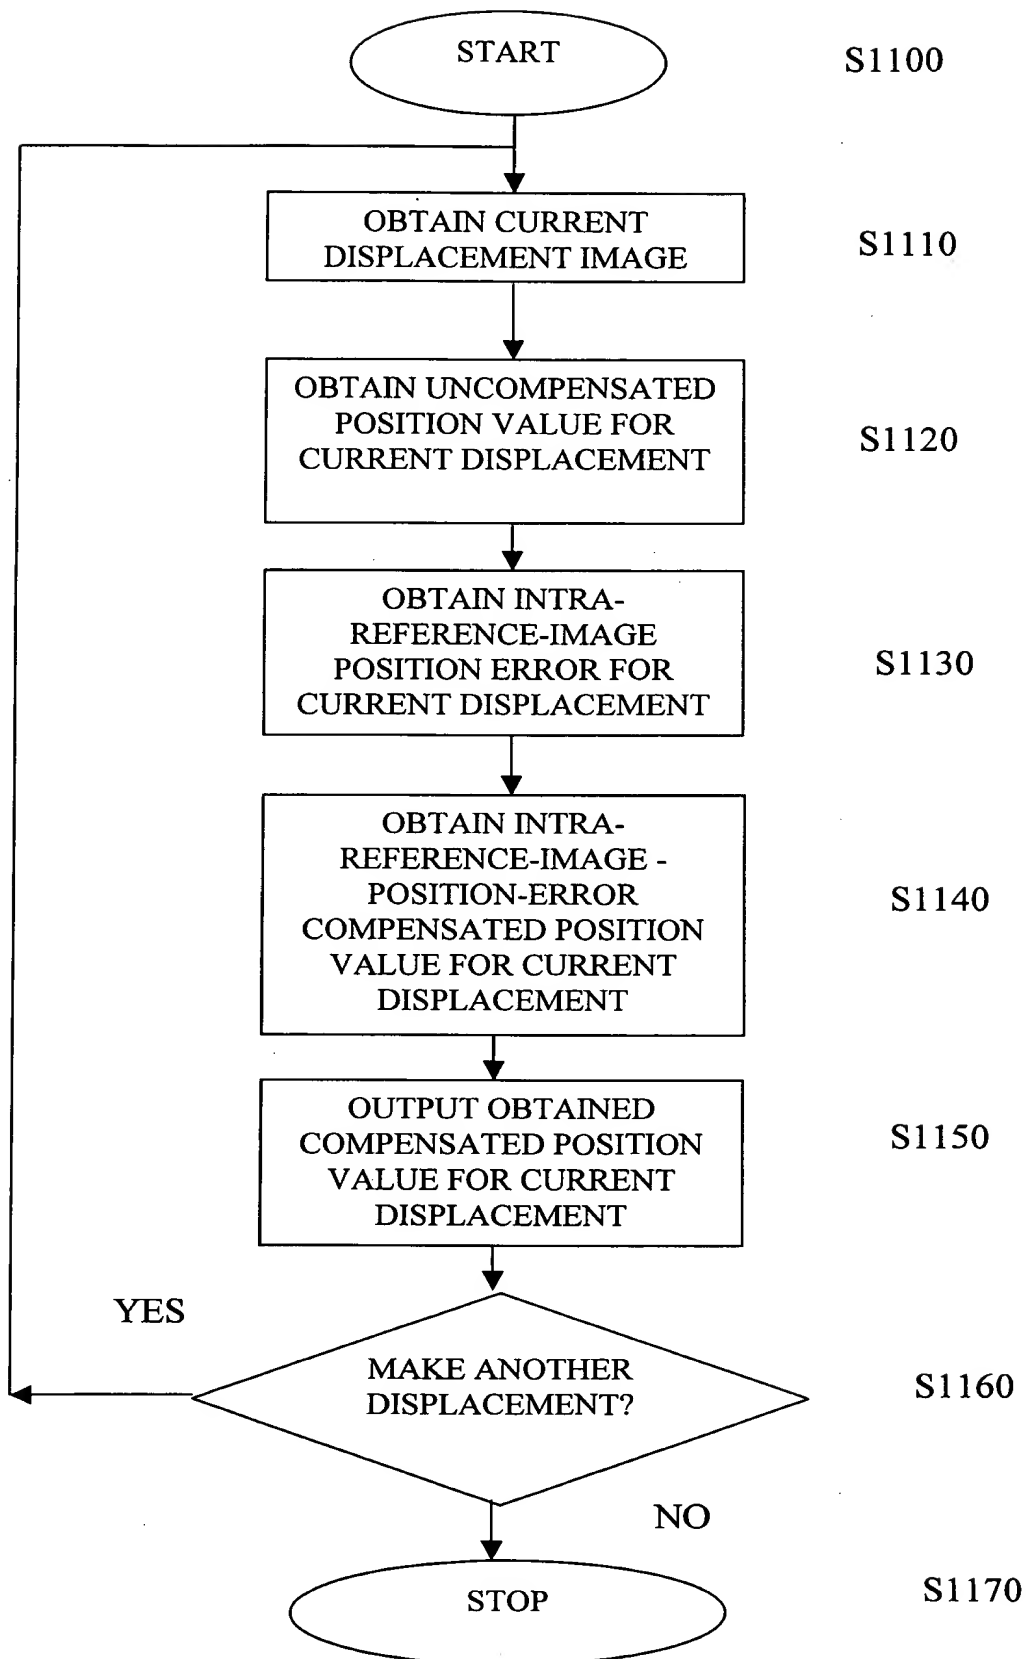 START
S1100
OBTAIN CURRENT
DISPLACEMENT IMAGE
S1110
OBTAIN UNCOMPENSATED
POSITION VALUE FOR
CURRENT DISPLACEMENT
S1120
OBTAIN INTRA-
REFERENCE-IMAGE
POSITION ERROR FOR
CURRENT DISPLACEMENT
S1130
OBTAIN INTRA-
REFERENCE-IMAGE -
POSITION-ERROR
COMPENSATED POSITION
VALUE FOR CURRENT
DISPLACEMENT
S1140
OUTPUT OBTAINED
COMPENSATED POSITION
VALUE FOR CURRENT
DISPLACEMENT
S1150
YES
MAKE ANOTHER
DISPLACEMENT?
S1160
NO
STOP
S1170